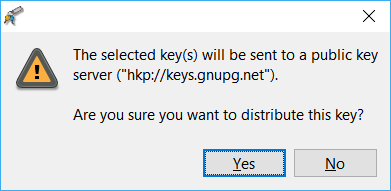 The selected key(s) will be sent to a public key
server ("hkp://keys.gnupg.net").
Are you sure you want to distribute this key?
Yes
No